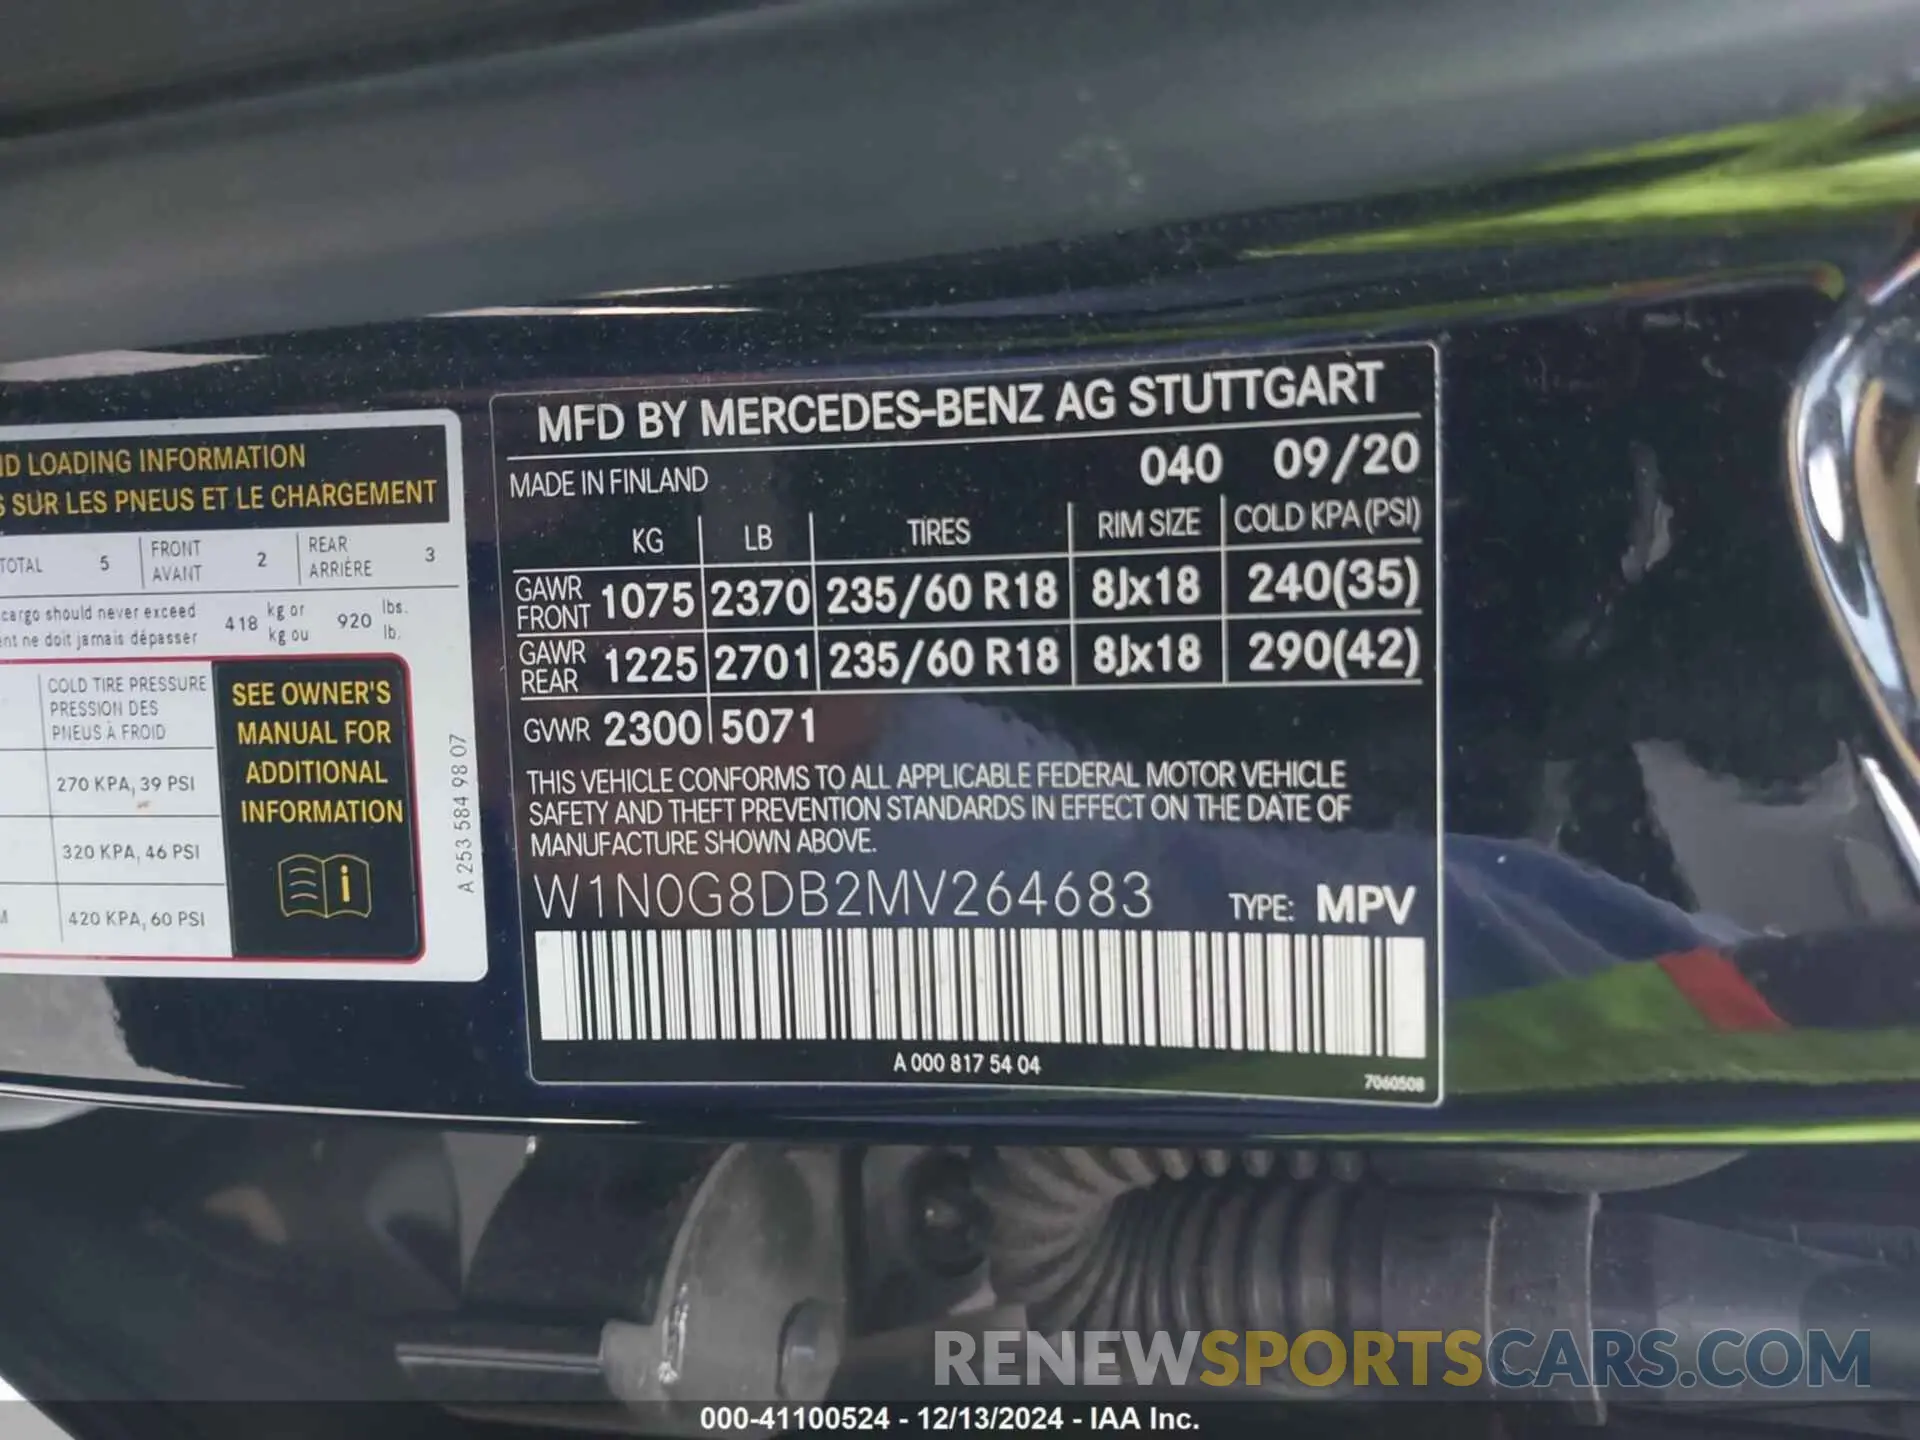 ND LOADING INFORMATION
S SUR LES PNEUS ET LE CHARGEMENT
TOTAL 5 FRONT AVANT 2 REAR ARRIÈRE 3
cargo should never exceed 418 kg or 920 lbs.
ent ne doit jamais dépasser kg ou lb.
COLD TIRE PRESSURE
PRESSION DES
PNEUS À FROID
270 KPA, 39 PSI
320 KPA, 46 PSI
420 KPA, 60 PSI
SEE OWNER'S
MANUAL FOR
ADDITIONAL
INFORMATION
A 253 584 98 07
MFD BY MERCEDES-BENZ AG STUTTGART
MADE IN FINLAND 040 09/20
KG LB TIRES RIM SIZE COLD KPA (PSI)
GAWR FRONT 1075 2370 235/60 R18 8Jx18 240(35)
GAWR REAR 1225 2701 235/60 R18 8Jx18 290(42)
GVWR 2300 5071
THIS VEHICLE CONFORMS TO ALL APPLICABLE FEDERAL MOTOR VEHICLE
SAFETY AND THEFT PREVENTION STANDARDS IN EFFECT ON THE DATE OF
MANUFACTURE SHOWN ABOVE.
W1N0G8DB2MV264683 TYPE: MPV
A 000 817 54 04
7060508
RENEWSPORTSCARS.COM
000-41100524 - 12/13/2024 - IAA Inc.